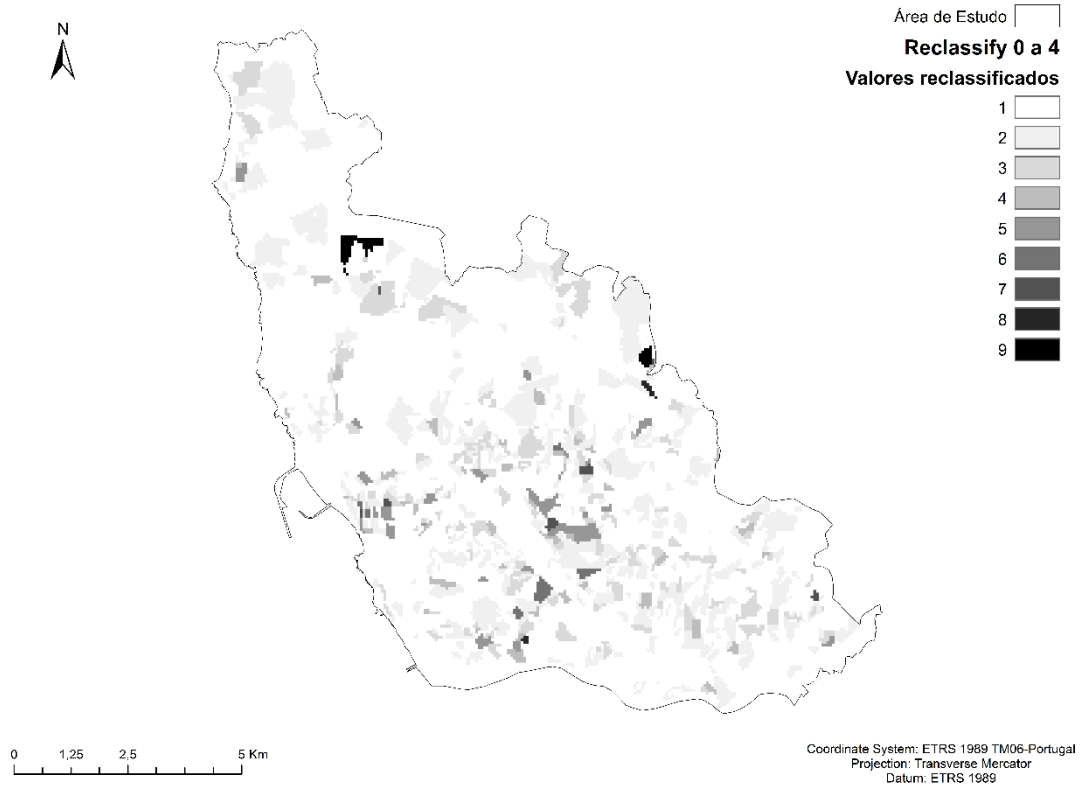 N
Área de Estudo
Reclassify 0 a 4
Valores reclassificados
1
2
3
4
5
6
7
8
9
0 1,25 2,5 5 Km
Coordinate System: ETRS 1989 TM06-Portugal
Projection: Transverse Mercator
Datum: ETRS 1989